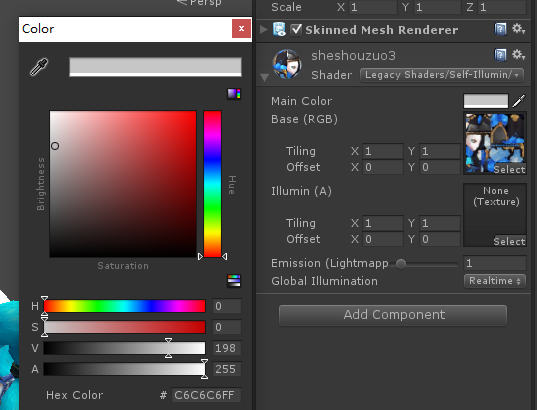 Persp
Scale X 1 Y 1 Z 1
Color x
Skinned Mesh Renderer
sheshouzuo3
Shader Legacy Shaders/Self-Illumin/
Main Color
Base (RGB)
Tiling X 1 Y 1
Offset X 0 Y 0
Select
Illumin (A)
None
(Texture)
Tiling X 1 Y 1
Offset X 0 Y 0
Select
Emission (Lightmapp 1
Global Illumination Realtime
Add Component
Brightness
Hue
Saturation
H 0
S 0
V 198
A 255
Hex Color # C6C6C6FF